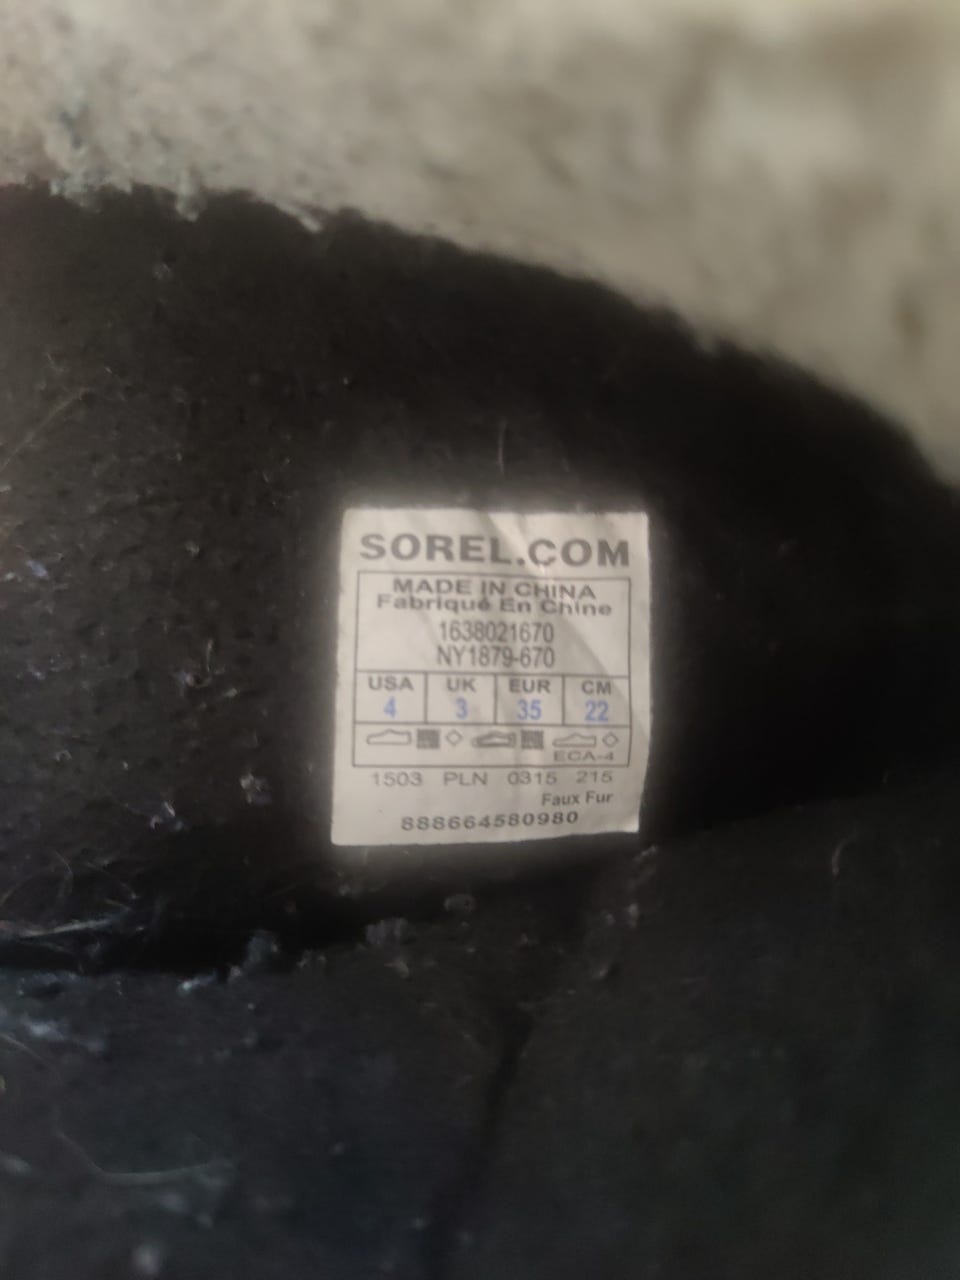 SOREL.COM
MADE IN CHINA
Fabriqué En Chine
1638021670
NY1879-670
USA UK EUR CM
4 3 35 22
ECA-4
1503 PLN 0315 215
Faux Fur
888664580980